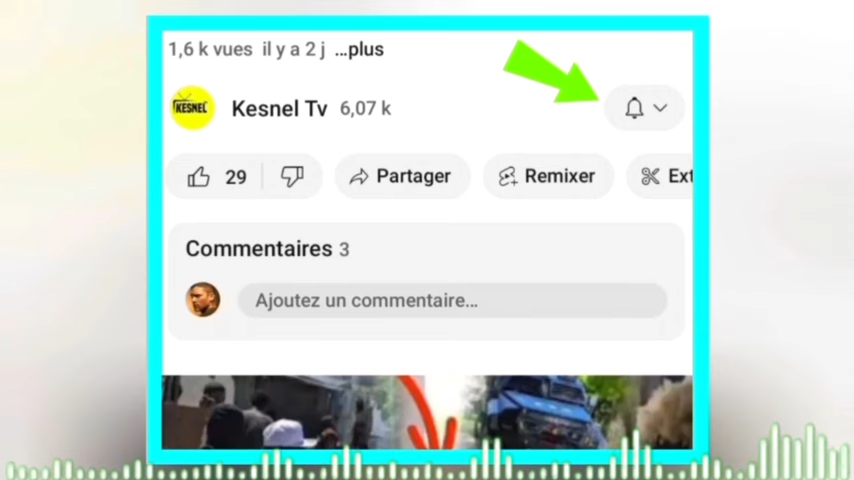 1,6 k vues il y a 2 j ...plus
KESNEL
Kesnel Tv 6,07 k
29 Partager Remixer Ext
Commentaires 3
Ajoutez un commentaire...